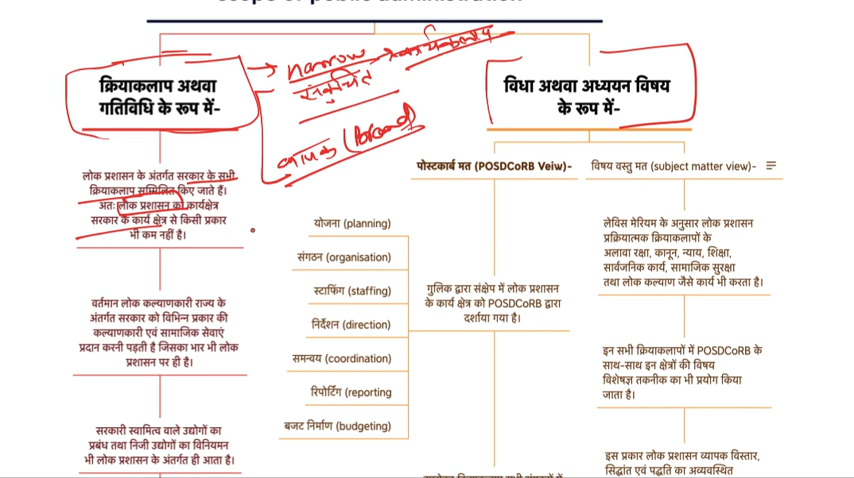 scope of public administration
क्रियाकलाप अथवा
गतिविधि के रूप में-
narrow
कार्यकलाप
संकुचित
व्यापक (broad)
विधा अथवा अध्ययन विषय
के रूप में-
लोक प्रशासन के अंतर्गत सरकार के सभी
क्रियाकलाप सम्मिलित किए जाते हैं।
अतः लोक प्रशासन का कार्यक्षेत्र
सरकार के कार्य क्षेत्र से किसी प्रकार
भी कम नहीं है।
वर्तमान लोक कल्याणकारी राज्य के
अंतर्गत सरकार को विभिन्न प्रकार की
कल्याणकारी एवं सामाजिक सेवाएं
प्रदान करनी पड़ती है जिसका भार भी लोक
प्रशासन पर ही है।
सरकारी स्वामित्व वाले उद्योगों का
प्रबंध तथा निजी उद्योगों का विनियमन
भी लोक प्रशासन के अंतर्गत ही आता है।
पोस्टकार्ब मत (POSDCoRB Veiw)-
योजना (planning)
संगठन (organisation)
स्टाफिंग (staffing)
निर्देशन (direction)
समन्वय (coordination)
रिपोर्टिंग (reporting
बजट निर्माण (budgeting)
गुलिक द्वारा संक्षेप में लोक प्रशासन
के कार्य क्षेत्र को POSDCoRB द्वारा
दर्शाया गया है।
विषय वस्तु मत (subject matter view)-
लेविस मेरियम के अनुसार लोक प्रशासन
प्रक्रियात्मक क्रियाकलापों के
अलावा रक्षा, कानून, न्याय, शिक्षा,
सार्वजनिक कार्य, सामाजिक सुरक्षा
तथा लोक कल्याण जैसे कार्य भी करता है।
इन सभी क्रियाकलापों में POSDCoRB के
साथ-साथ इन क्षेत्रों की विषय
विशेषज्ञ तकनीक का भी प्रयोग किया
जाता है।
इस प्रकार लोक प्रशासन व्यापक विस्तार,
सिद्धांत एवं पद्धति का अव्यवस्थित